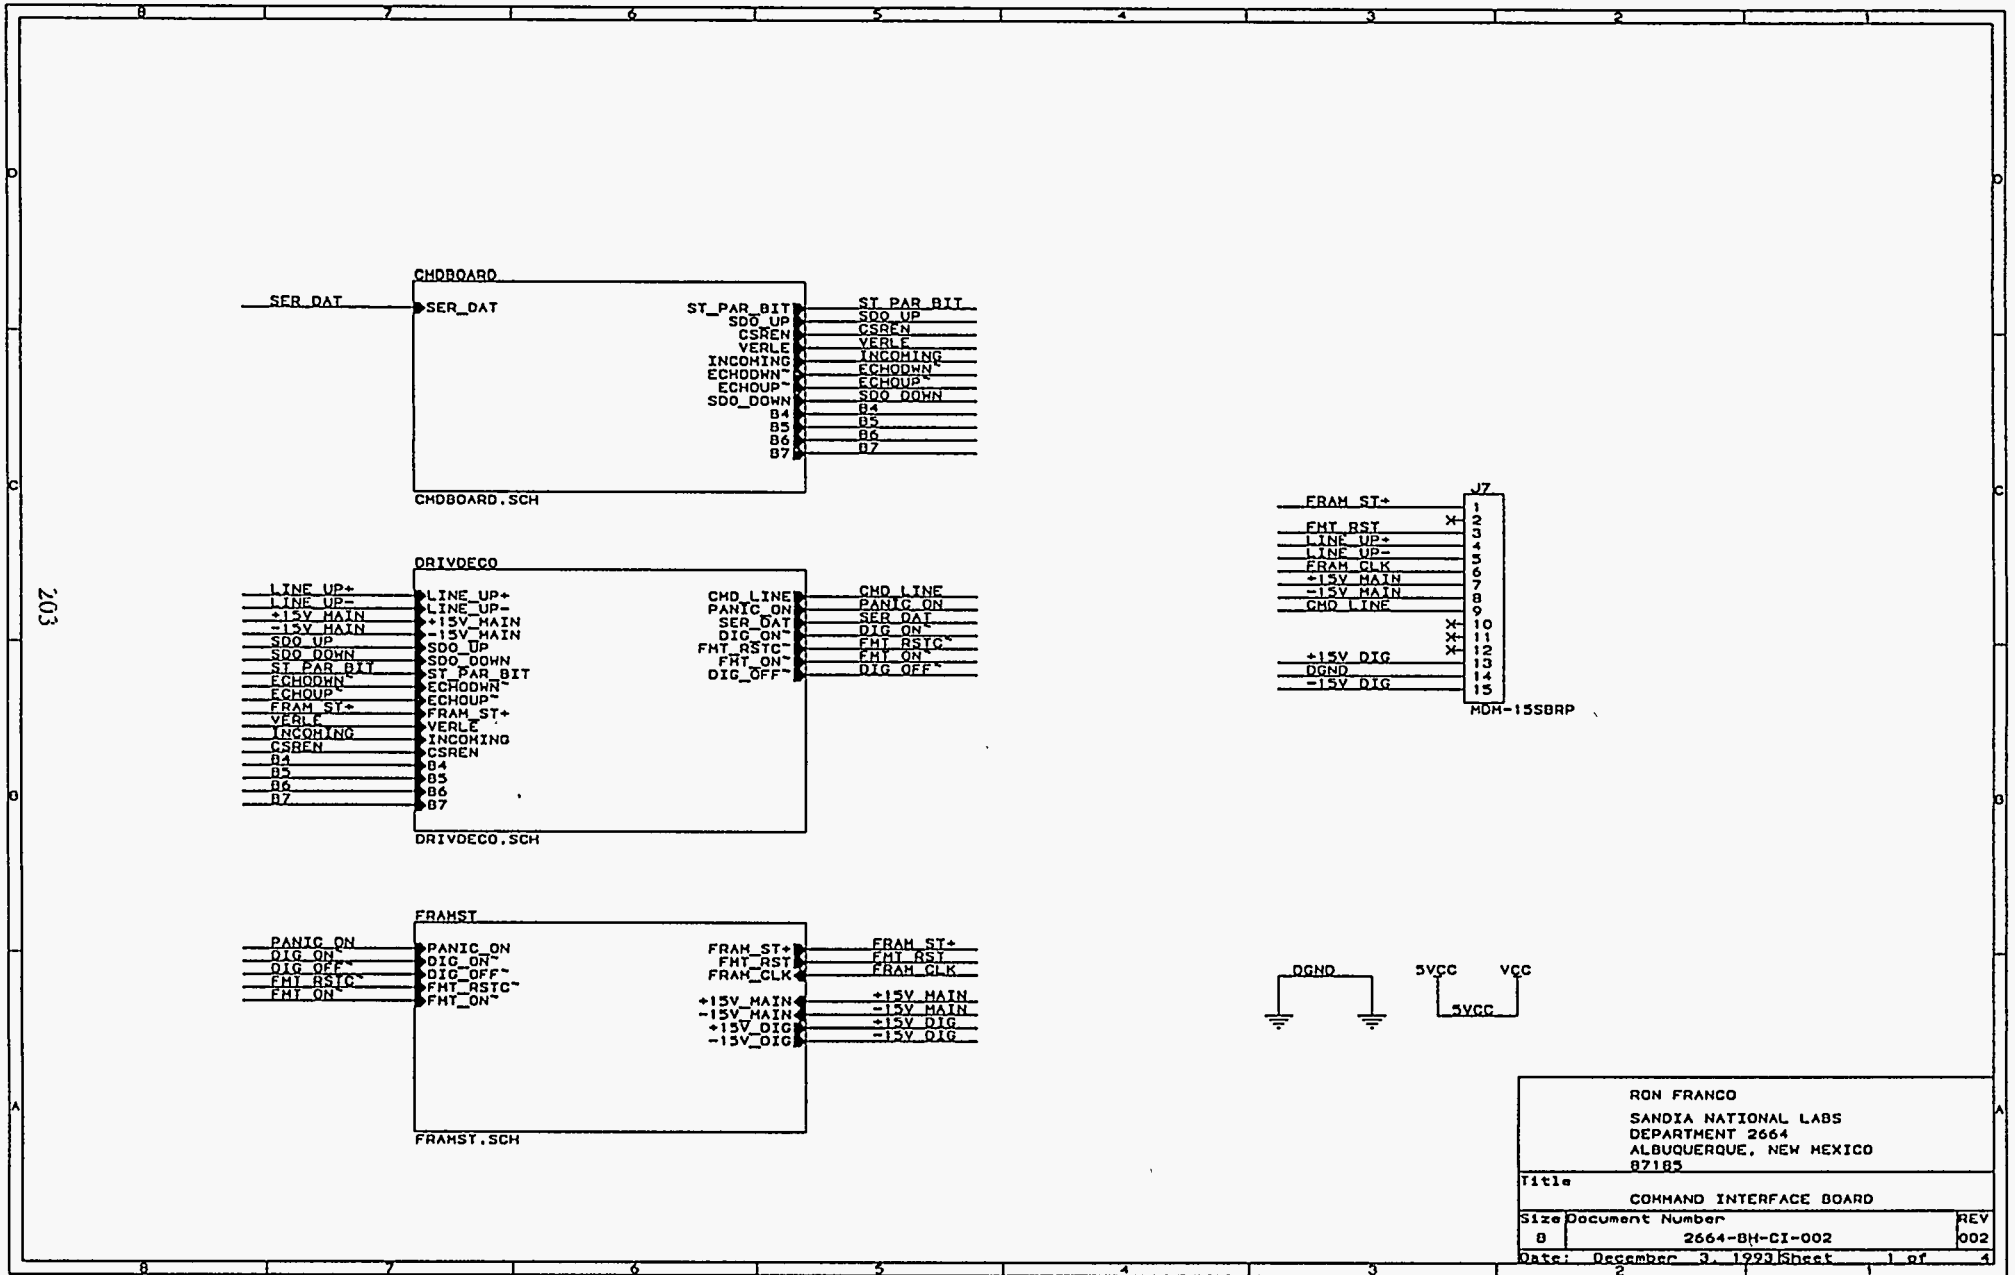 8 7 6 5 4 3 2 1
D D
CMDBOARD
SER_DAT SER_DAT ST_PAR_BIT ST_PAR_BIT
SDO_UP SDO_UP
CSREN CSREN
VERLE VERLE
INCOMING INCOMING
ECHODWN~ ECHODWN~
ECHOUP~ ECHOUP~
SDO_DOWN SDO_DOWN
B4 B4
B5 B5
B6 B6
B7 B7
CMDBOARD.SCH
C C
J7
FRAM_ST+ 1
2
FMT_RST 3
LINE_UP+ 4
LINE_UP- 5
FRAM_CLK 6
+15V_MAIN 7
-15V_MAIN 8
CMD_LINE 9
10
11
12
+15V_DIG 13
DGND 14
-15V_DIG 15
MDM-15SBRP
203
DRIVDECO
LINE_UP+ LINE_UP+ CMD_LINE CMD_LINE
LINE_UP- LINE_UP- PANIC_ON PANIC_ON
+15V_MAIN +15V_MAIN SER_DAT SER_DAT
-15V_MAIN -15V_MAIN DIG_ON~ DIG_ON~
SDO_UP SDO_UP FMT_RSTC~ FMT_RSTC~
SDO_DOWN SDO_DOWN FMT_ON~ FMT_ON~
ST_PAR_BIT ST_PAR_BIT DIG_OFF~ DIG_OFF~
ECHODWN~ ECHODWN~
ECHOUP~ ECHOUP~
FRAM_ST+ FRAM_ST+
VERLE VERLE
INCOMING INCOMING
CSREN CSREN
B4 B4
B5 B5
B6 B6
B7 B7
DRIVDECO.SCH
B B
FRAMST
PANIC_ON PANIC_ON FRAM_ST+ FRAM_ST+
DIG_ON~ DIG_ON~ FMT_RST FMT_RST
DIG_OFF~ DIG_OFF~ FRAM_CLK FRAM_CLK
FMT_RSTC~ FMT_RSTC~
FMT_ON~ FMT_ON~ +15V_MAIN +15V_MAIN
-15V_MAIN -15V_MAIN
+15V_DIG +15V_DIG
-15V_DIG -15V_DIG
FRAMST.SCH
DGND 5VCC VCC
5VCC
A A
RON FRANCO
SANDIA NATIONAL LABS
DEPARTMENT 2664
ALBUQUERQUE, NEW MEXICO
87185
Title
COMMAND INTERFACE BOARD
Size Document Number REV
B 2664-BH-CI-002 002
Date: December 3, 1993 Sheet 1 of 4
8 7 6 5 4 3 2 1